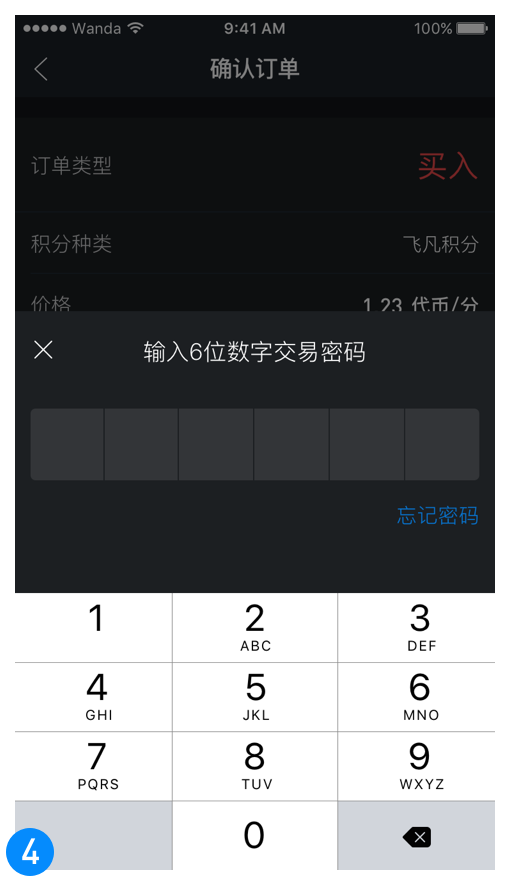 Wanda 9:41 AM 100%
确认订单
订单类型 买入
积分种类 飞凡积分
价格 1.23 代币/分
输入6位数字交易密码
忘记密码
1 2 3
ABC DEF
4 5 6
GHI JKL MNO
7 8 9
PQRS TUV WXYZ
0
4